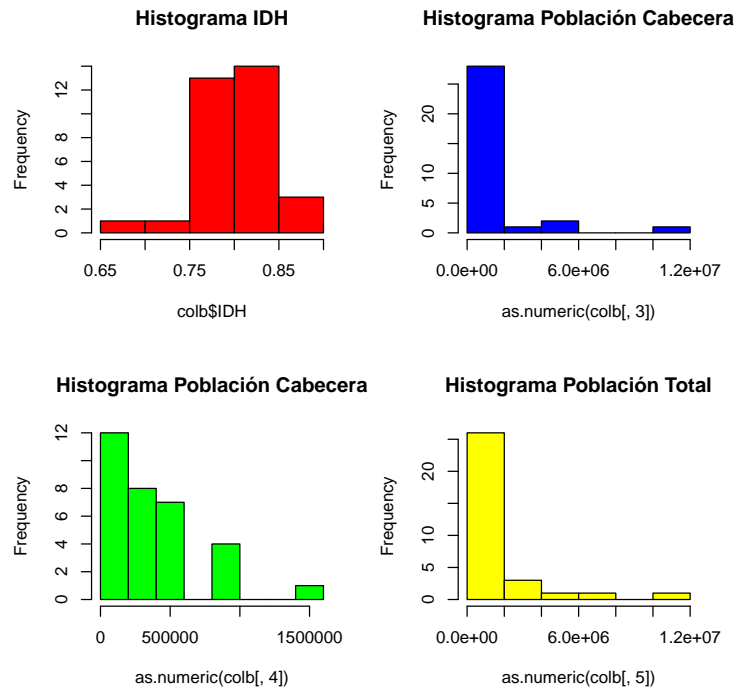 Histograma IDH
Frequency
0 2 4 6 8 12
0.65 0.75 0.85
colb$IDH
Histograma Población Cabecera
Frequency
0 5 10 20
0.0e+00 6.0e+06 1.2e+07
as.numeric(colb[, 3])
Histograma Población Cabecera
Frequency
0 2 4 6 8 10 12
0 500000 1500000
as.numeric(colb[, 4])
Histograma Población Total
Frequency
0 5 10 20
0.0e+00 6.0e+06 1.2e+07
as.numeric(colb[, 5])